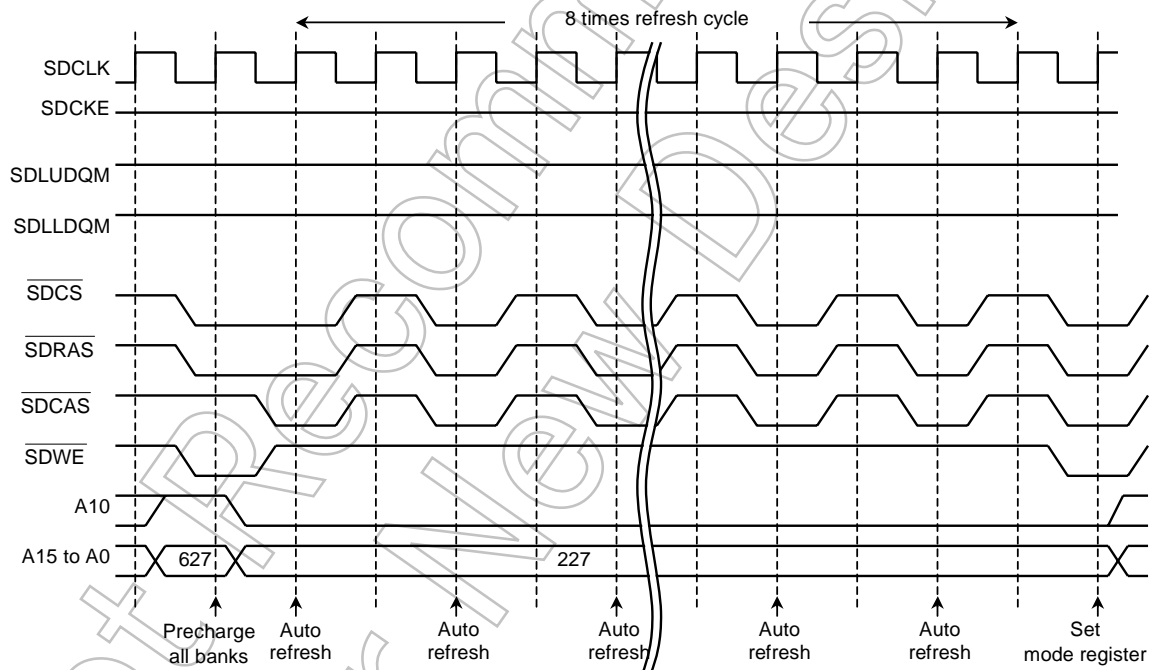 8 times refresh cycle
SDCLK
SDCKE
SDLUDQM
SDLLDQM
SDCS
SDRAS
SDCAS
SDWE
A10
A15 to A0
627
227
Precharge
all banks
Auto
refresh
Auto
refresh
Auto
refresh
Auto
refresh
Auto
refresh
Set
mode register